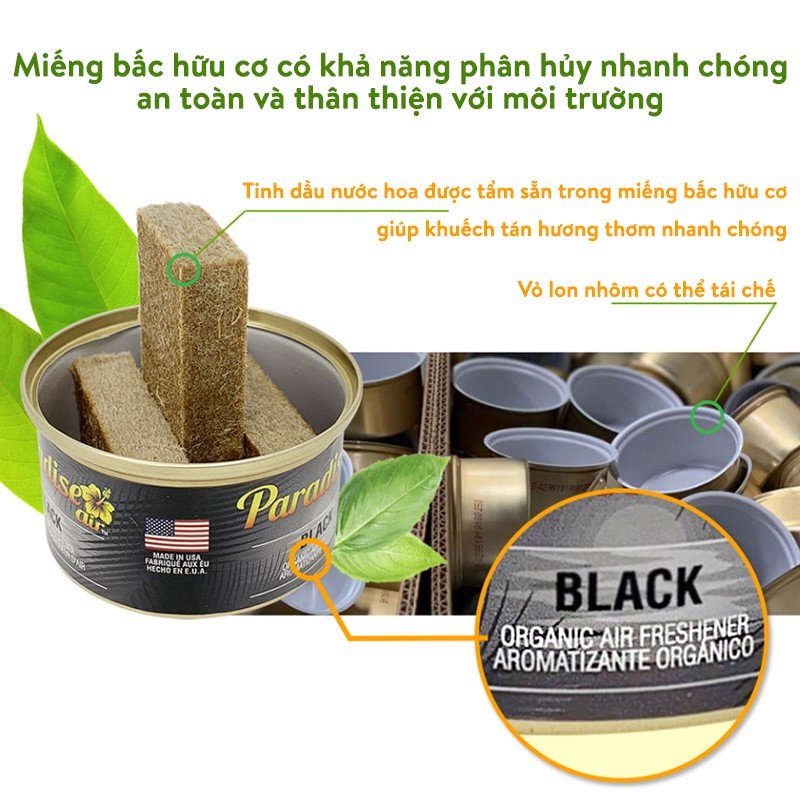 Miếng bấc hữu cơ có khả năng phân hủy nhanh chóng
an toàn và thân thiện với môi trường
Tinh dầu nước hoa được tẩm sẵn trong miếng bấc hữu cơ
giúp khuếch tán hương thơm nhanh chóng
Vỏ lon nhôm có thể tái chế
air
BLACK
MADE IN USA
FABRIQUÉ AUX ÉU
HECHO EN E.U.A.
BLACK
ORGANIC AIR FRESHENER
AROMATIZANTE ORGÁNICO